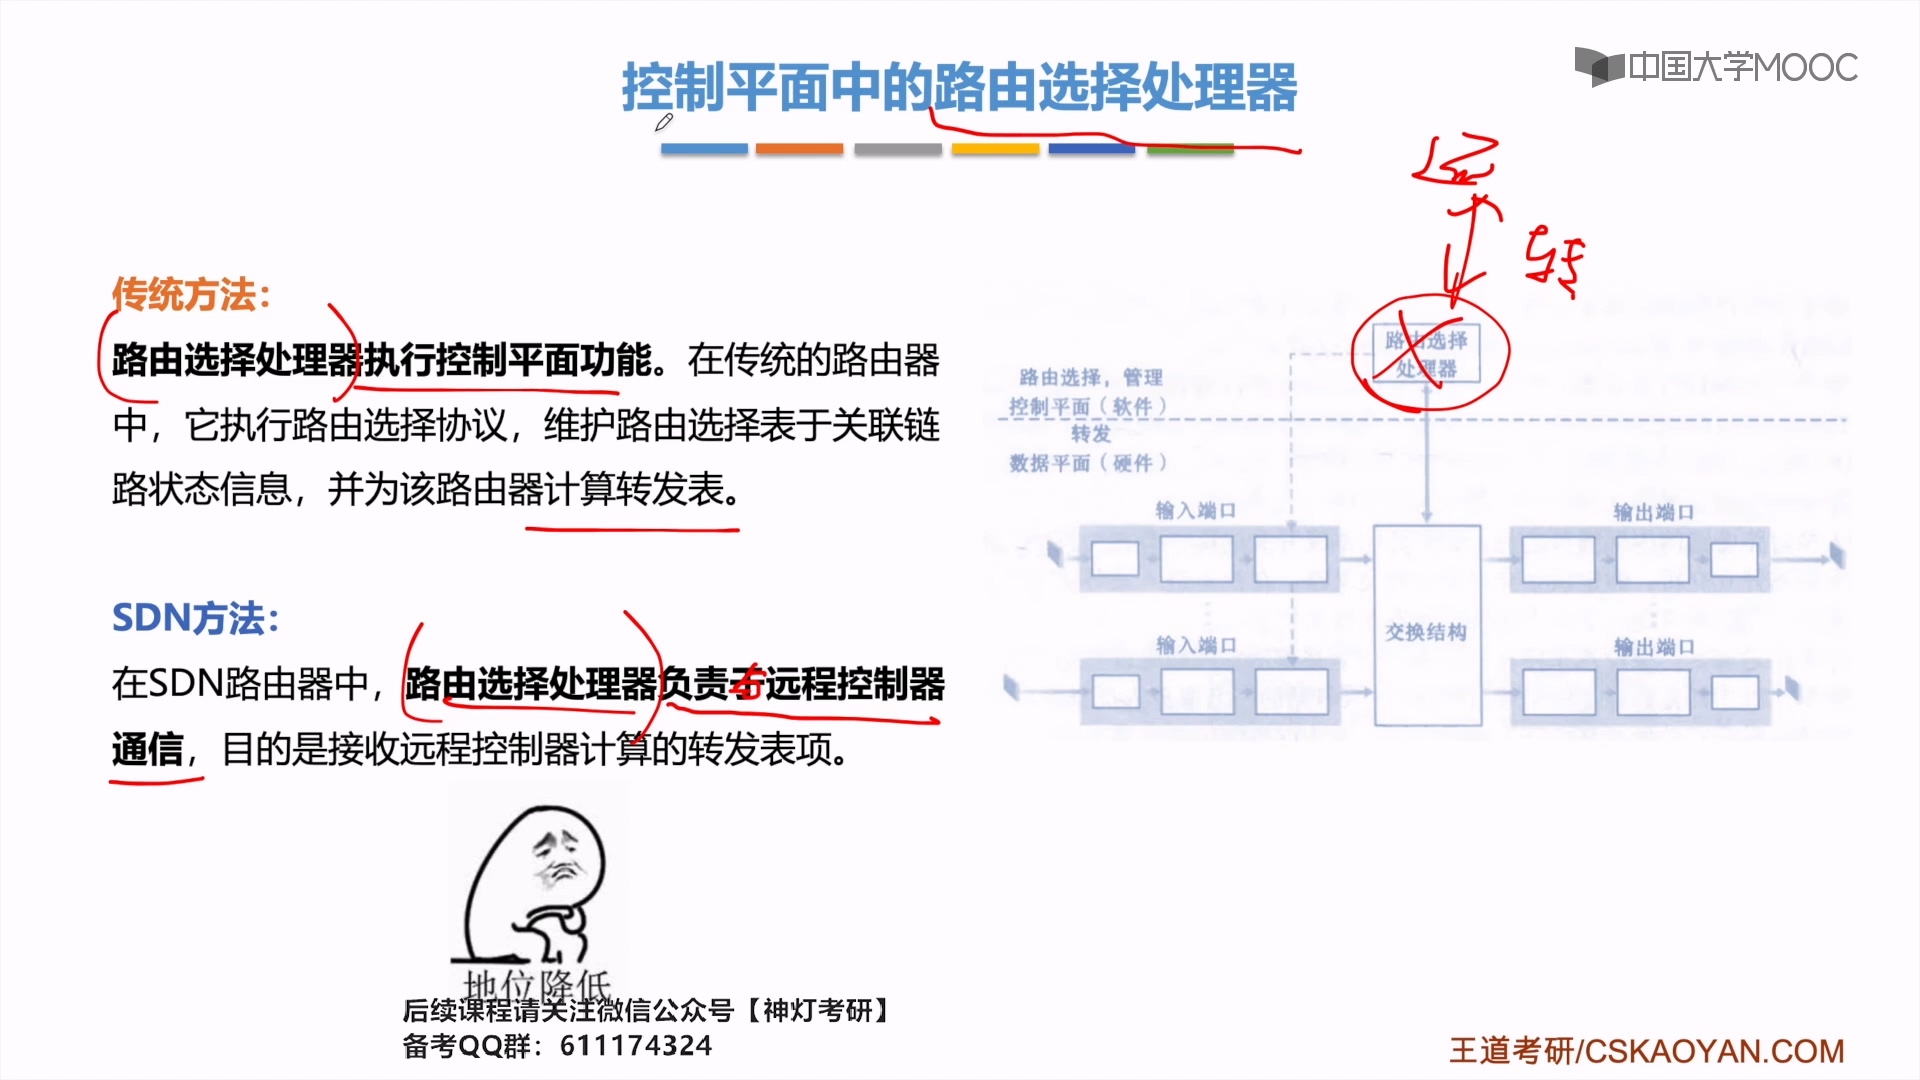 控制平面中的路由选择处理器
中国大学MOOC
传统方法：
路由选择处理器执行控制平面功能。在传统的路由器
中，它执行路由选择协议，维护路由选择表于关联链
路状态信息，并为该路由器计算转发表。
SDN方法：
在SDN路由器中，路由选择处理器负责于远程控制器
通信，目的是接收远程控制器计算的转发表项。
地位降低
远
转
与
路由选择
处理器
路由选择，管理
控制平面（软件）
转发
数据平面（硬件）
输入端口
输出端口
交换结构
输入端口
输出端口
后续课程请关注微信公众号【神灯考研】
备考QQ群：611174324
王道考研/CSKAOYAN.COM